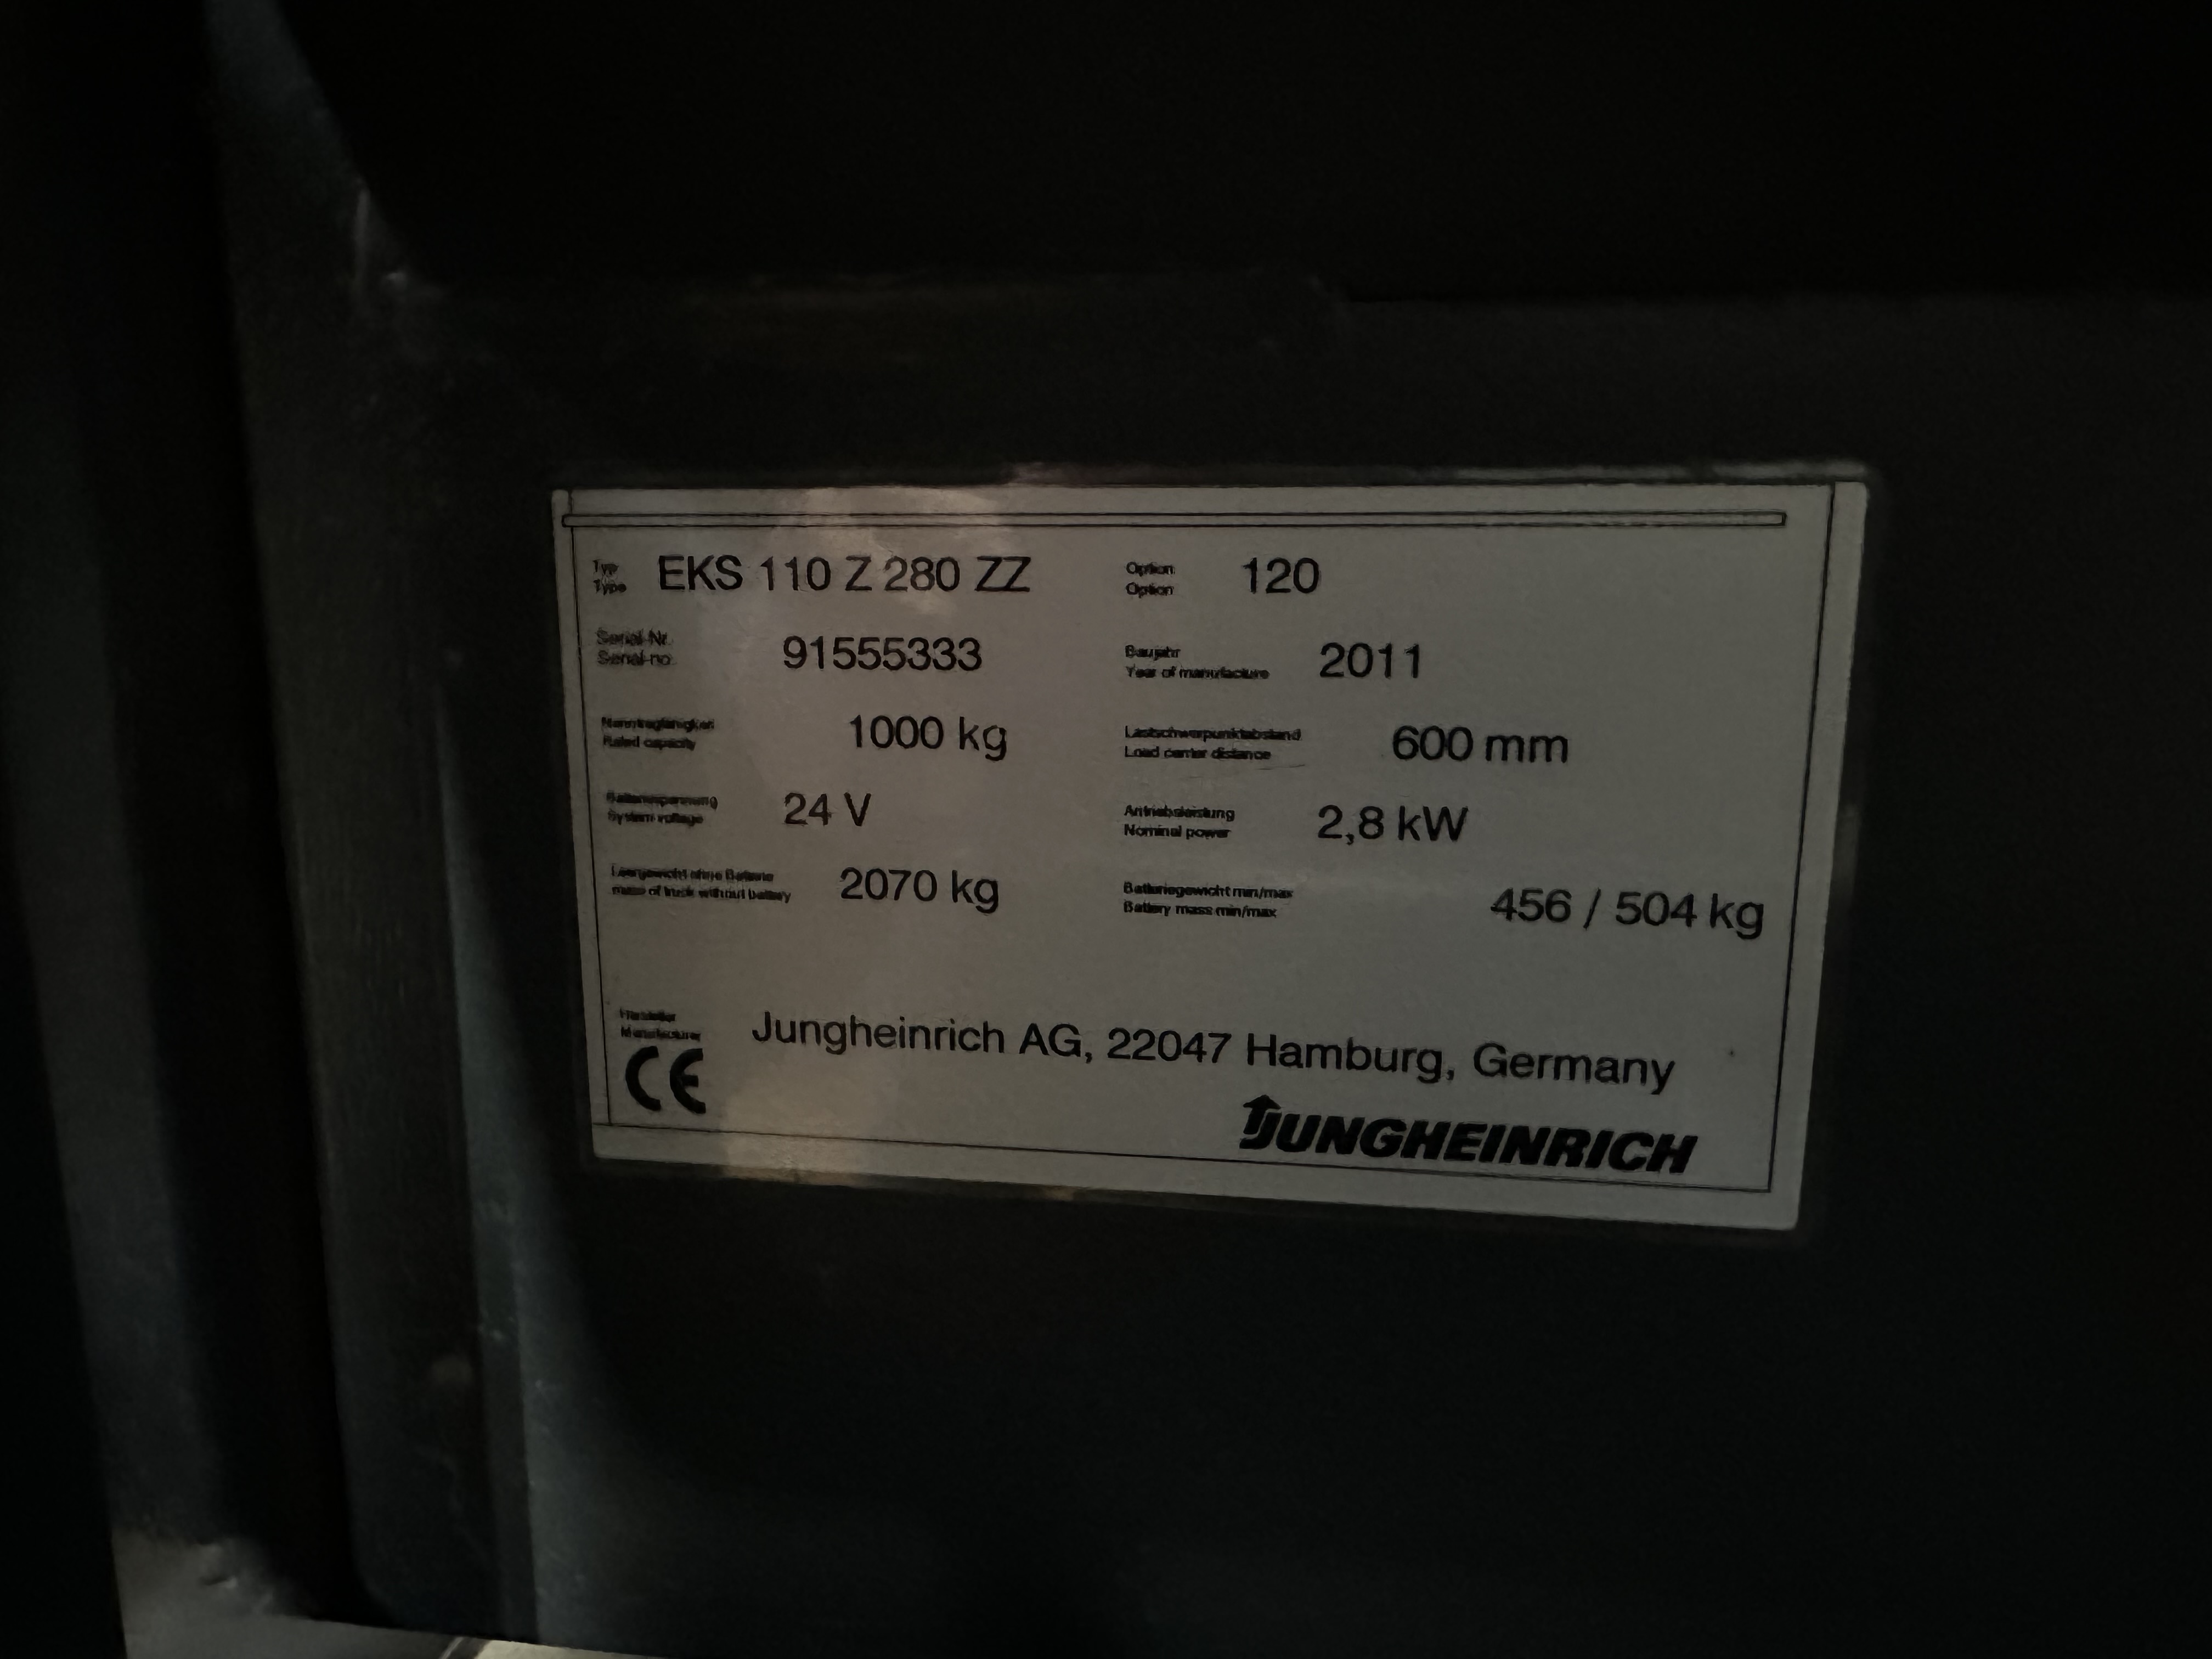 Typ EKS 110 Z 280 ZZ Option 120
Type Option
Serial-Nr. 91555333 Baujahr 2011
Serial-no. Year of manufacture
Nenntragfähigkeit 1000 kg Lastschwerpunktabstand 600 mm
Rated capacity Load center distance
Batteriespannung 24 V Antriebsleistung 2,8 kW
System voltage Nominal power
Leergewicht ohne Batterie 2070 kg Batteriegewicht min/max 456 / 504 kg
mass of truck without battery Battery mass min/max
Hersteller Jungheinrich AG, 22047 Hamburg, Germany
Manufacturer
CE
JUNGHEINRICH